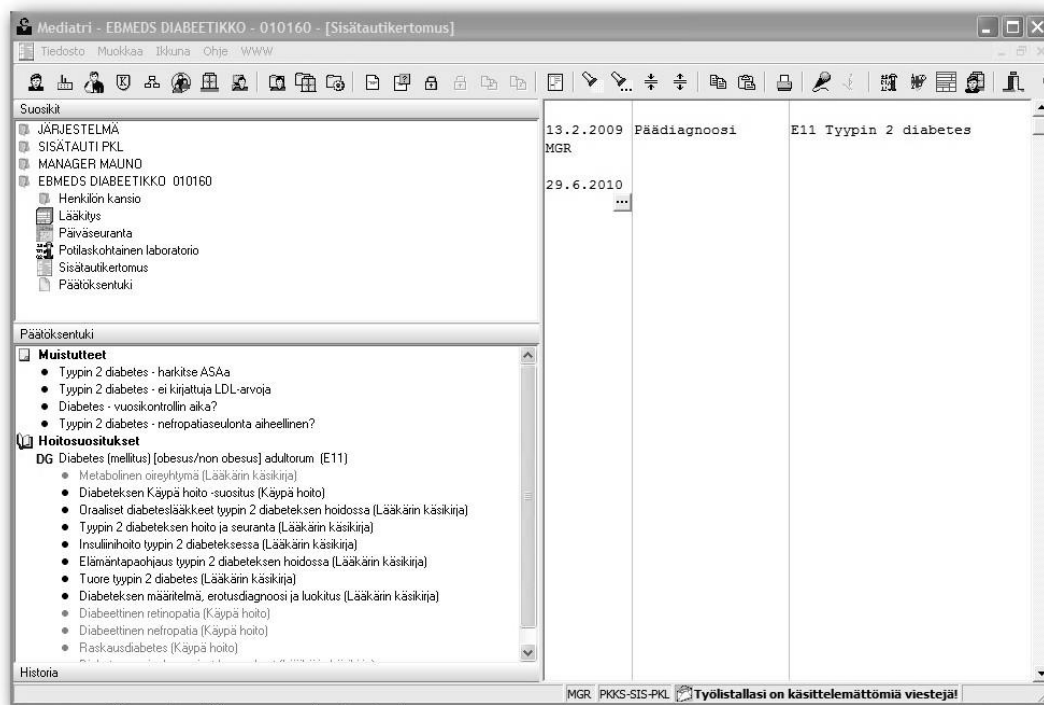 Mediatri - EBMEDS DIABEETIKKO - 010160 - [Sisätautikertomus]
Tiedosto Muokkaa Ikkuna Ohje WWW
Suosikit
JÄRJESTELMÄ
SISÄTAUTI PKL
MANAGER MAUNO
EBMEDS DIABEETIKKO 010160
Henkilön kansio
Lääkitys
Päiväseuranta
Potilaskohtainen laboratorio
Sisätautikertomus
Päätöksentuki
Päätöksentuki
Muistutteet
Tyypin 2 diabetes - harkitse ASAa
Tyypin 2 diabetes - ei kirjattuja LDL-arvoja
Diabetes - vuosikontrollin aika?
Tyypin 2 diabetes - nefropatiaseulonta aiheellinen?
Hoitosuositukset
DG Diabetes (mellitus) [obesus/non obesus] adultorum (E11)
Metabolinen oireyhtymä (Lääkärin käsikirja)
Diabeteksen Käypä hoito -suositus (Käypä hoito)
Oraaliset diabeteslääkkeet tyypin 2 diabeteksen hoidossa (Lääkärin käsikirja)
Tyypin 2 diabeteksen hoito ja seuranta (Lääkärin käsikirja)
Insuliinihoito tyypin 2 diabeteksessa (Lääkärin käsikirja)
Elämäntapaohjaus tyypin 2 diabeteksen hoidossa (Lääkärin käsikirja)
Tuore tyypin 2 diabetes (Lääkärin käsikirja)
Diabeteksen määritelmä, erotusdiagnoosi ja luokitus (Lääkärin käsikirja)
Diabeettinen retinopatia (Käypä hoito)
Diabeettinen nefropatia (Käypä hoito)
Raskausdiabetes (Käypä hoito)
Historia
13.2.2009 Päädiagnoosi E11 Tyypin 2 diabetes
MGR
29.6.2010
...
MGR PKKS-SIS-PKL Työlistallasi on käsittelemättömiä viestejä!